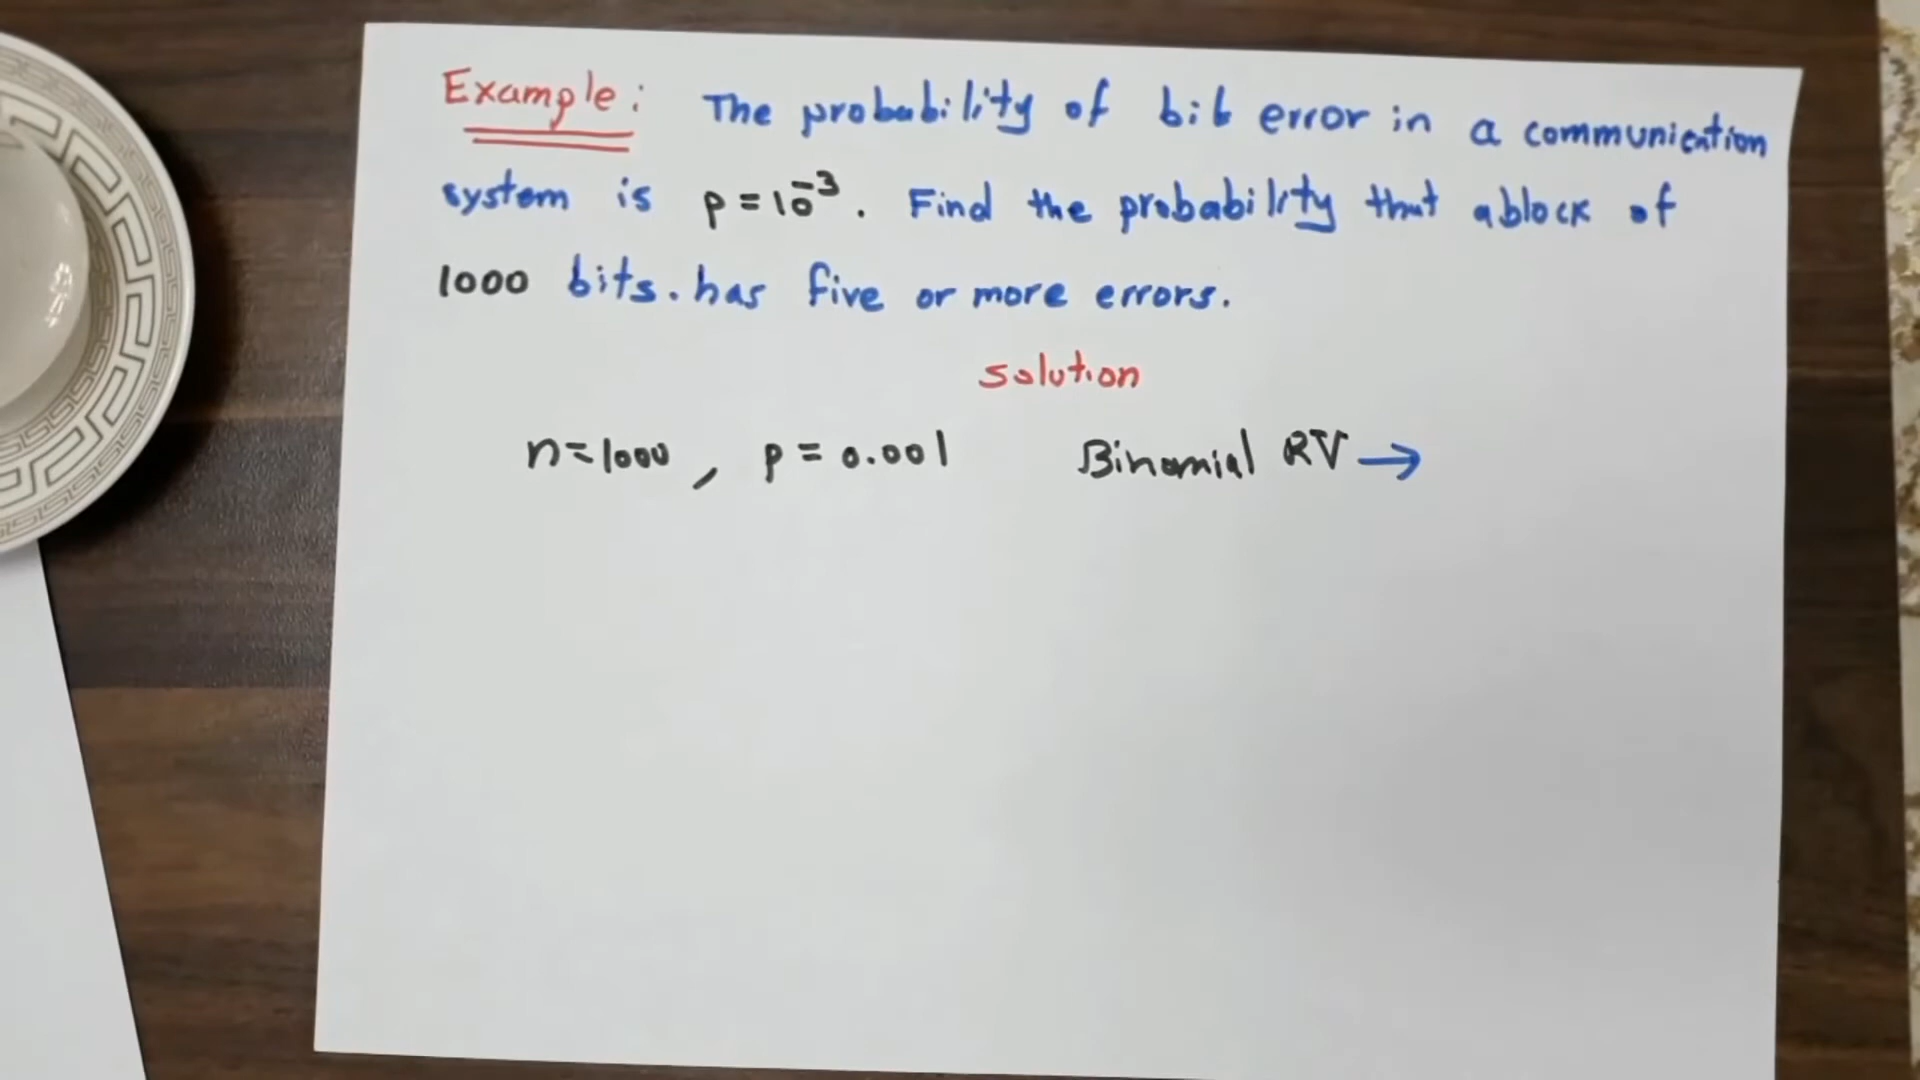 Example: The probability of bit error in a communication
system is p = 10⁻³. Find the probability that a block of
1000 bits. has five or more errors.
solution
n=1000 , p = 0.001 Binomial RV →